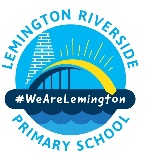 LEMINGTON RIVERSIDE
#WeAreLemington
PRIMARY SCHOOL